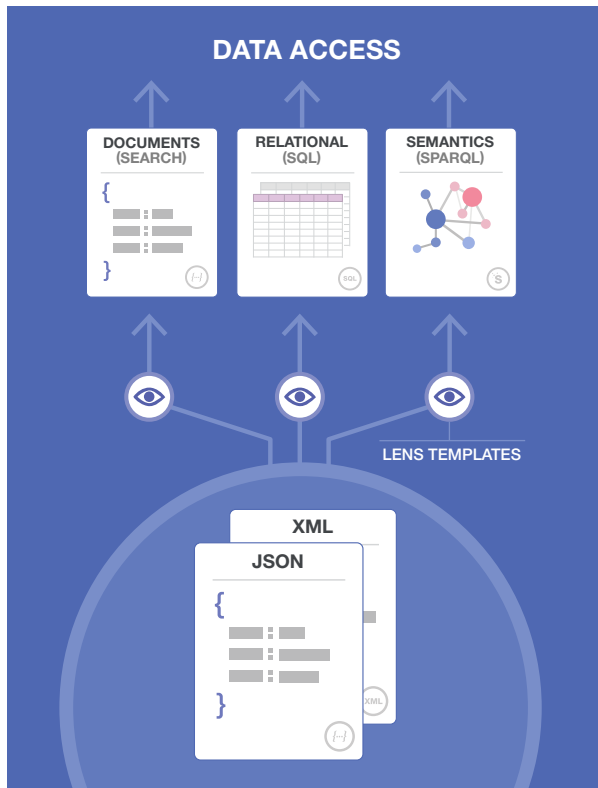 DATA ACCESS
DOCUMENTS
(SEARCH)
{
}
{...}
RELATIONAL
(SQL)
SQL
SEMANTICS
(SPARQL)
S
LENS TEMPLATES
XML
XML
JSON
{
}
{...}